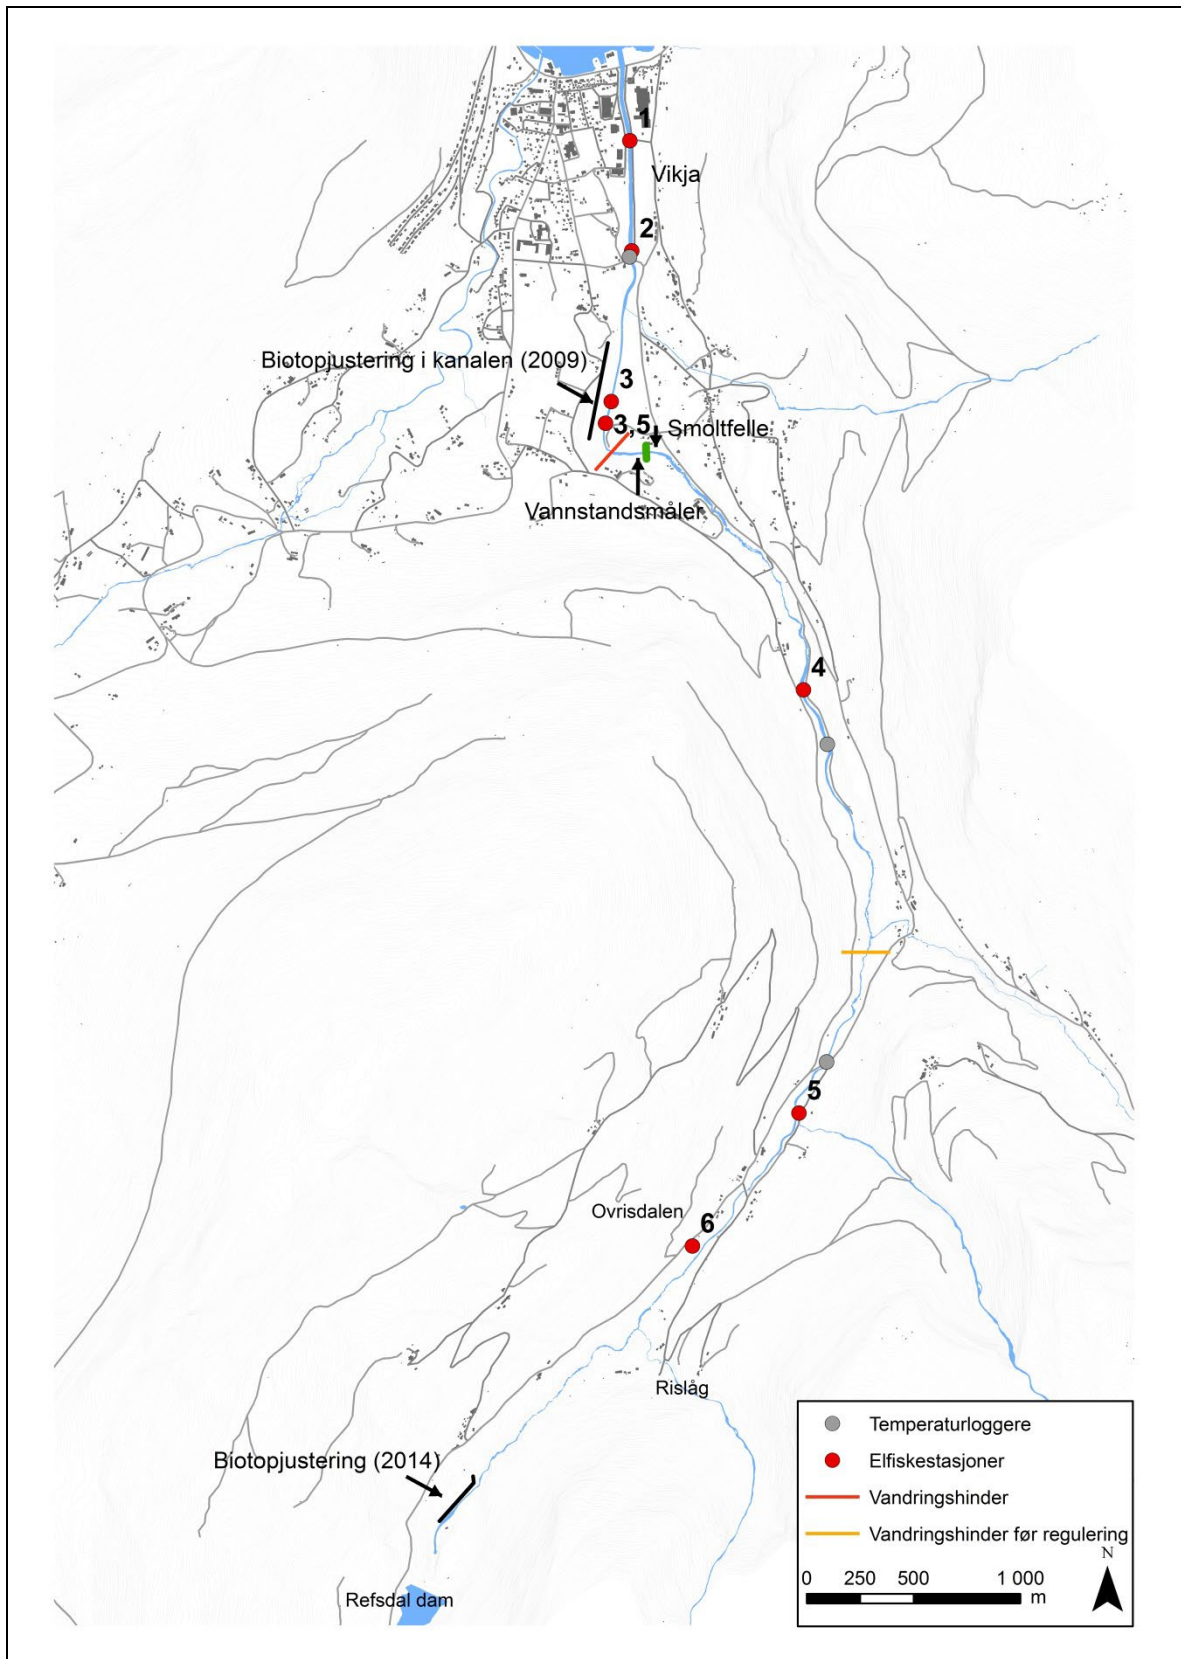 1
Vikja
2
Biotopjustering i kanalen (2009)
3
3,5
Smoltfelle
Vannstandsmåler
4
5
Ovrisdalen
6
Rislåg
Biotopjustering (2014)
Refsdal dam
Temperaturloggere
Elfiskestasjoner
Vandringshinder
Vandringshinder før regulering
N
0 250 500 1 000
m